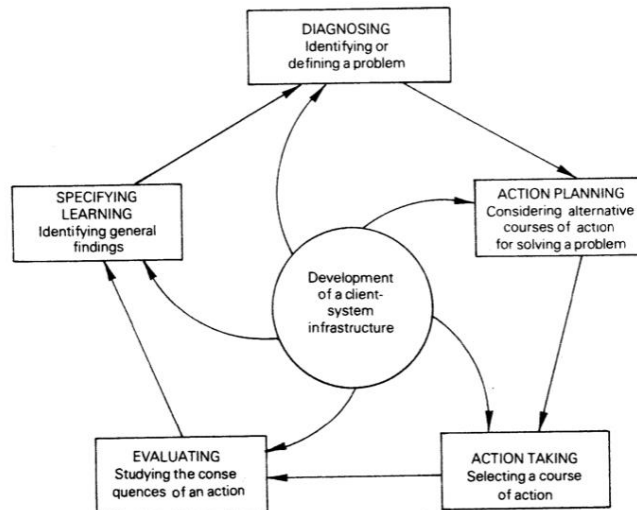 DIAGNOSING
Identifying or
defining a problem
SPECIFYING
LEARNING
Identifying general
findings
ACTION PLANNING
Considering alternative
courses of action
for solving a problem
Development
of a client-
system
infrastructure
EVALUATING
Studying the conse
quences of an action
ACTION TAKING
Selecting a course
of action